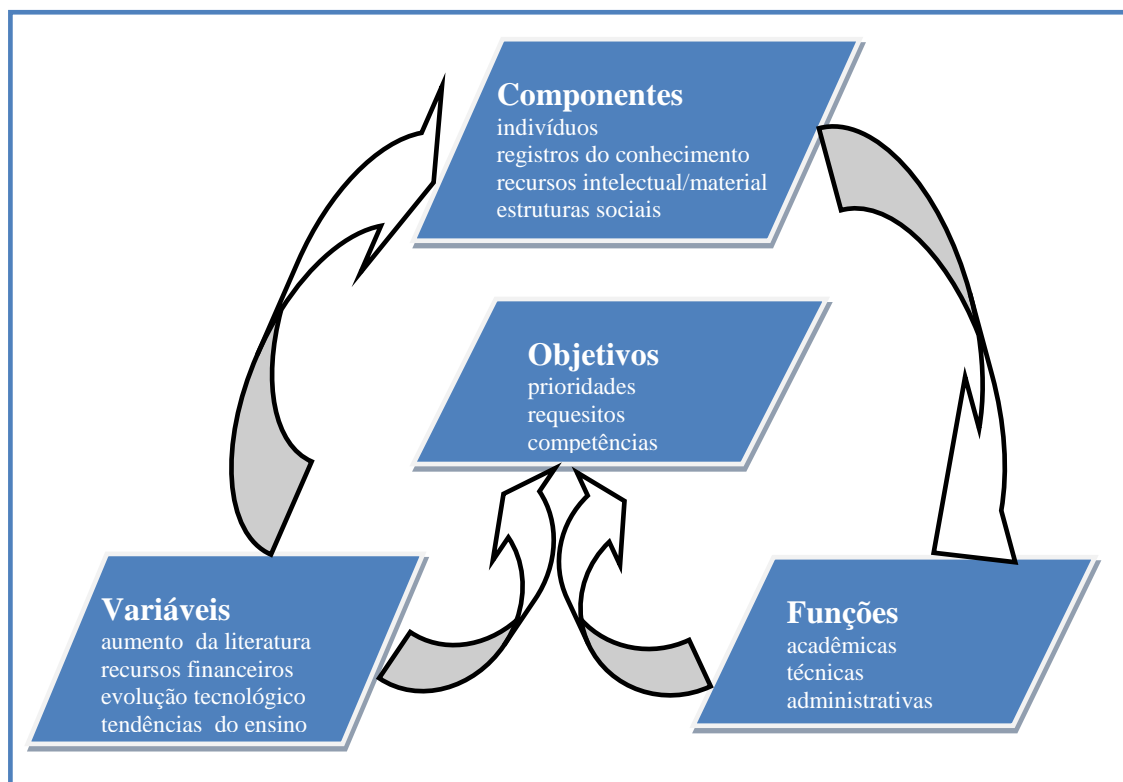 Componentes
indivíduos
registros do conhecimento
recursos intelectual/material
estruturas sociais
Objetivos
prioridades
requesitos
competências
Variáveis
aumento da literatura
recursos financeiros
evolução tecnológico
tendências do ensino
Funções
acadêmicas
técnicas
administrativas